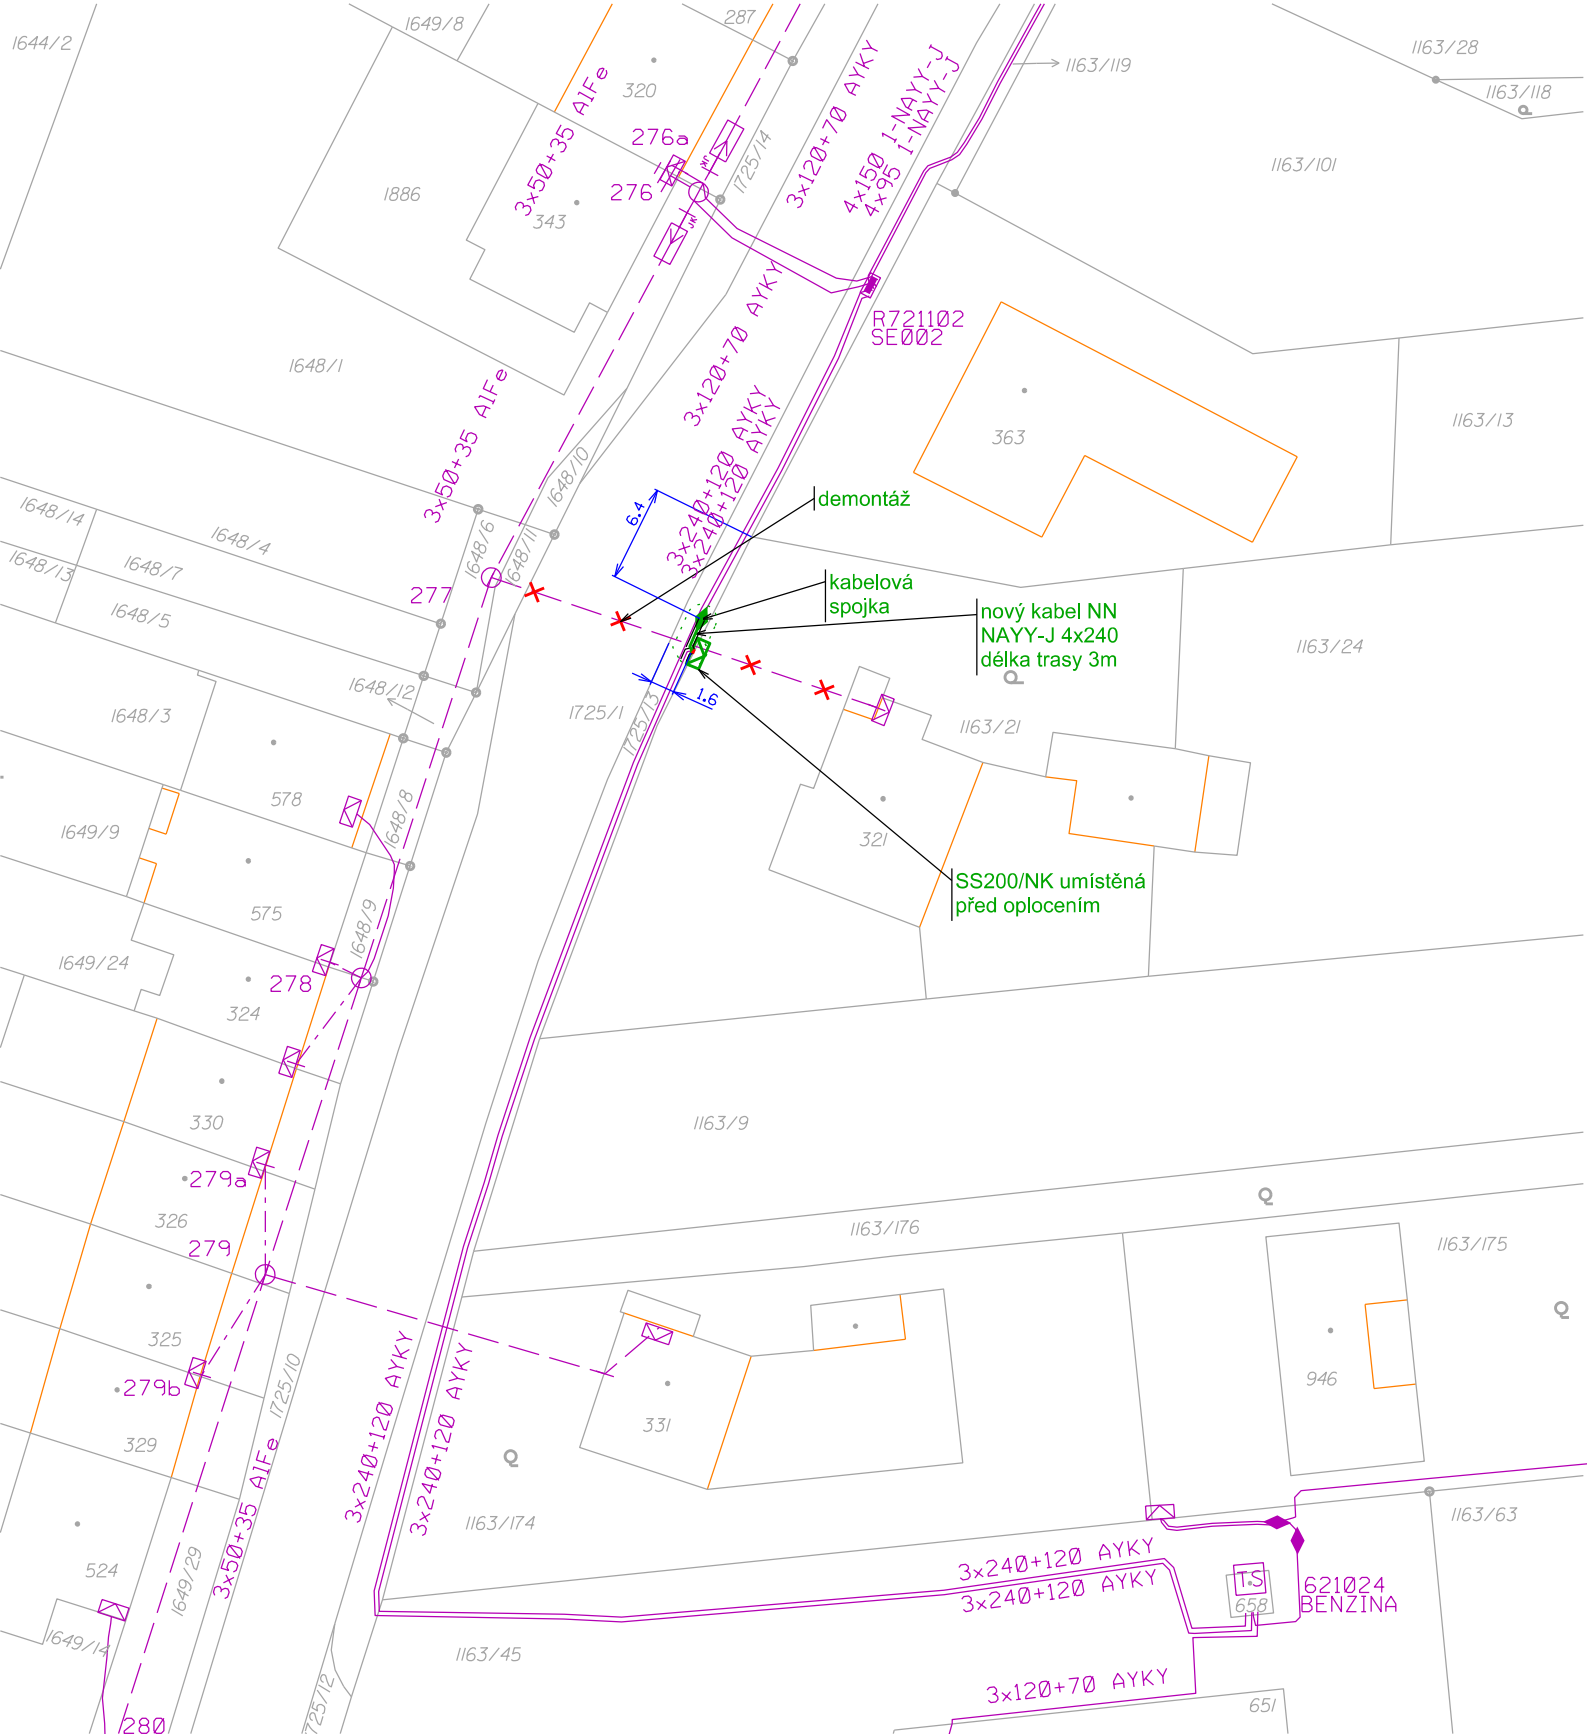 1644/2
1649/8
287
320
1163/28
1163/118
1163/119
1163/101
276a
276
3x50+35 AlFe
JK
JK
1725/14
3x120+70 AYKY
4x150 1-NAYY-J
4x95 1-NAYY-J
1886
343
R721102
SE002
1648/1
3x50+35 AlFe
3x120+70 AYKY
363
1163/13
3x240+120 AYKY
3x240+120 AYKY
1648/10
1648/14
1648/4
1648/6
1648/11
6.4
demontáž
1648/13
1648/7
1648/5
277
kabelová
spojka
nový kabel NN
NAYY-J 4x240
délka trasy 3m
1163/24
1648/12
1648/3
1725/1
1725/13
1.6
1163/21
578
1648/8
1649/9
321
SS200/NK umístěná
před oplocením
575
1648/9
1649/24
278
324
330
1163/9
279a
326
279
1163/176
1163/175
325
279b
1725/10
3x240+120 AYKY
3x240+120 AYKY
331
946
329
3x50+35 AlFe
1163/174
1163/63
524
1649/29
3x240+120 AYKY
3x240+120 AYKY
TS
658
621024
BENZINA
1649/14
1163/45
3x120+70 AYKY
651
1725/12
280